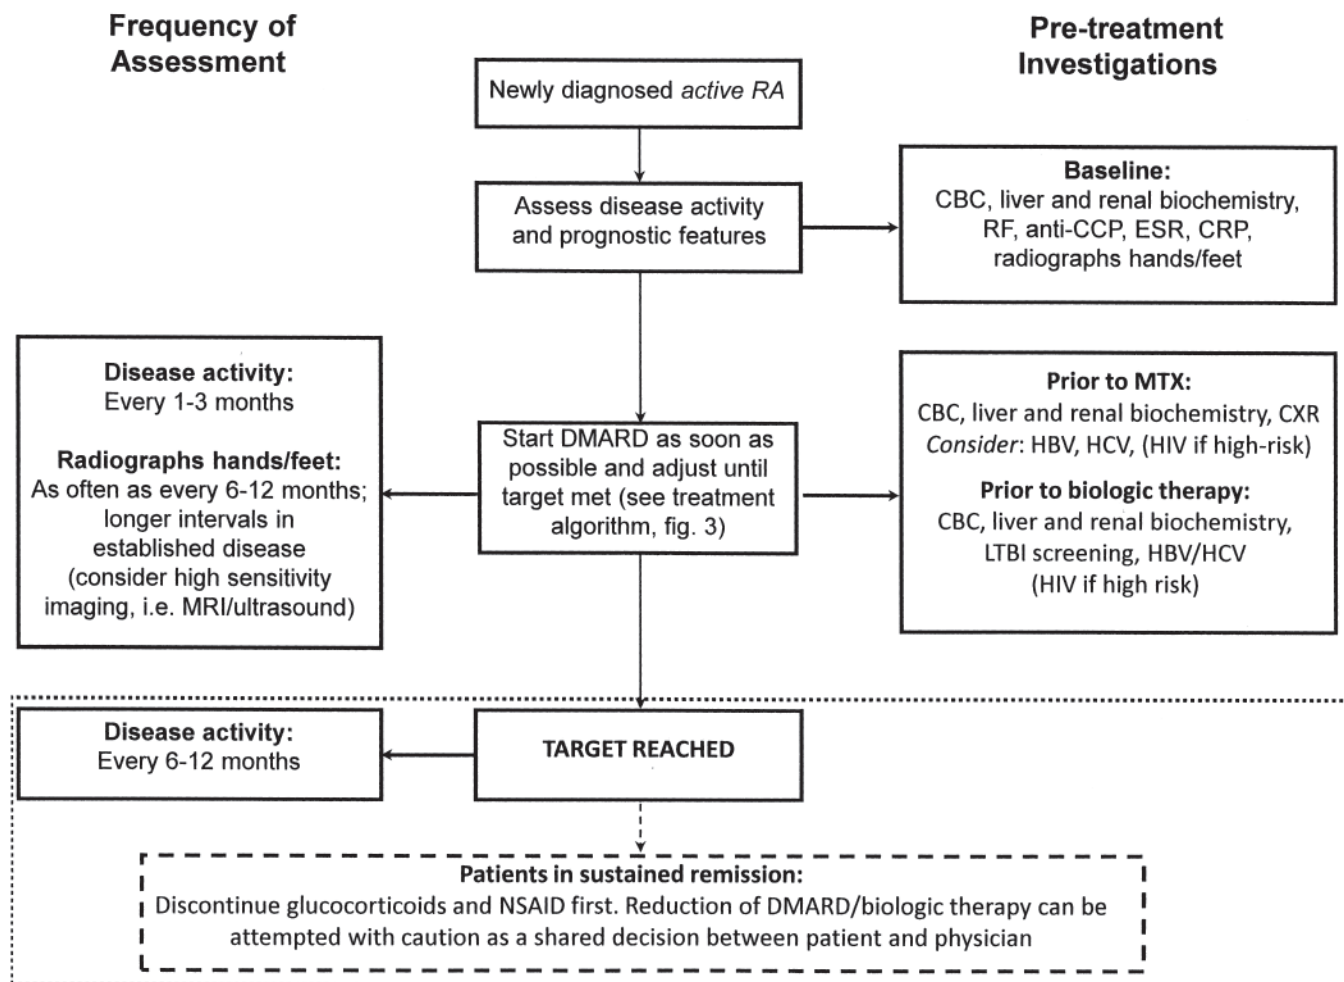 Frequency of
Assessment
Pre-treatment
Investigations
Newly diagnosed active RA
Assess disease activity
and prognostic features
Baseline:
CBC, liver and renal biochemistry,
RF, anti-CCP, ESR, CRP,
radiographs hands/feet
Disease activity:
Every 1-3 months
Radiographs hands/feet:
As often as every 6-12 months;
longer intervals in
established disease
(consider high sensitivity
imaging, i.e. MRI/ultrasound)
Start DMARD as soon as
possible and adjust until
target met (see treatment
algorithm, fig. 3)
Prior to MTX:
CBC, liver and renal biochemistry, CXR
Consider: HBV, HCV, (HIV if high-risk)
Prior to biologic therapy:
CBC, liver and renal biochemistry,
LTBI screening, HBV/HCV
(HIV if high risk)
Disease activity:
Every 6-12 months
TARGET REACHED
Patients in sustained remission:
Discontinue glucocorticoids and NSAID first. Reduction of DMARD/biologic therapy can be
attempted with caution as a shared decision between patient and physician